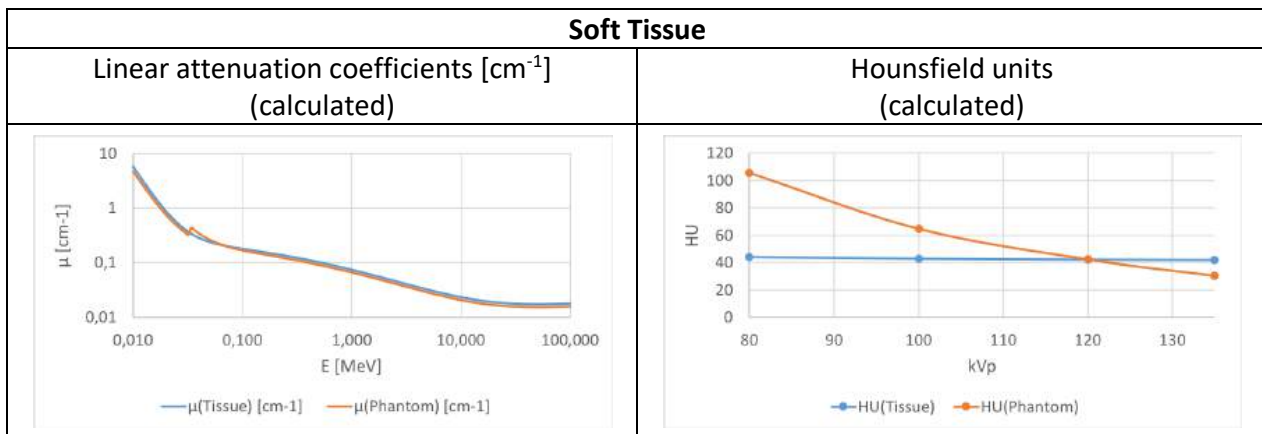 Soft Tissue
Linear attenuation coefficients [cm-1]
(calculated)
Hounsfield units
(calculated)
10
1
0,1
0,01
μ [cm-1]
0,010 0,100 1,000 10,000 100,000
E [MeV]
μ(Tissue) [cm-1] μ(Phantom) [cm-1]
120
100
80
60
40
20
0
HU
80 90 100 110 120 130
kVp
HU(Tissue) HU(Phantom)